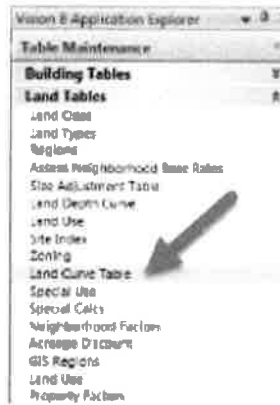 Vision 8 Application Explorer
Table Maintenance
Building Tables
Land Tables
Land Class
Land Types
Regions
Assess Neighborhood Base Rates
Size Adjustment Table
Land Depth Curve
Land Use
Site Index
Zoning
Land Curve Table
Special Use
Special Calcs
Neighborhood Factors
Acreage Discount
GIS Regions
Land Use
Property Factors